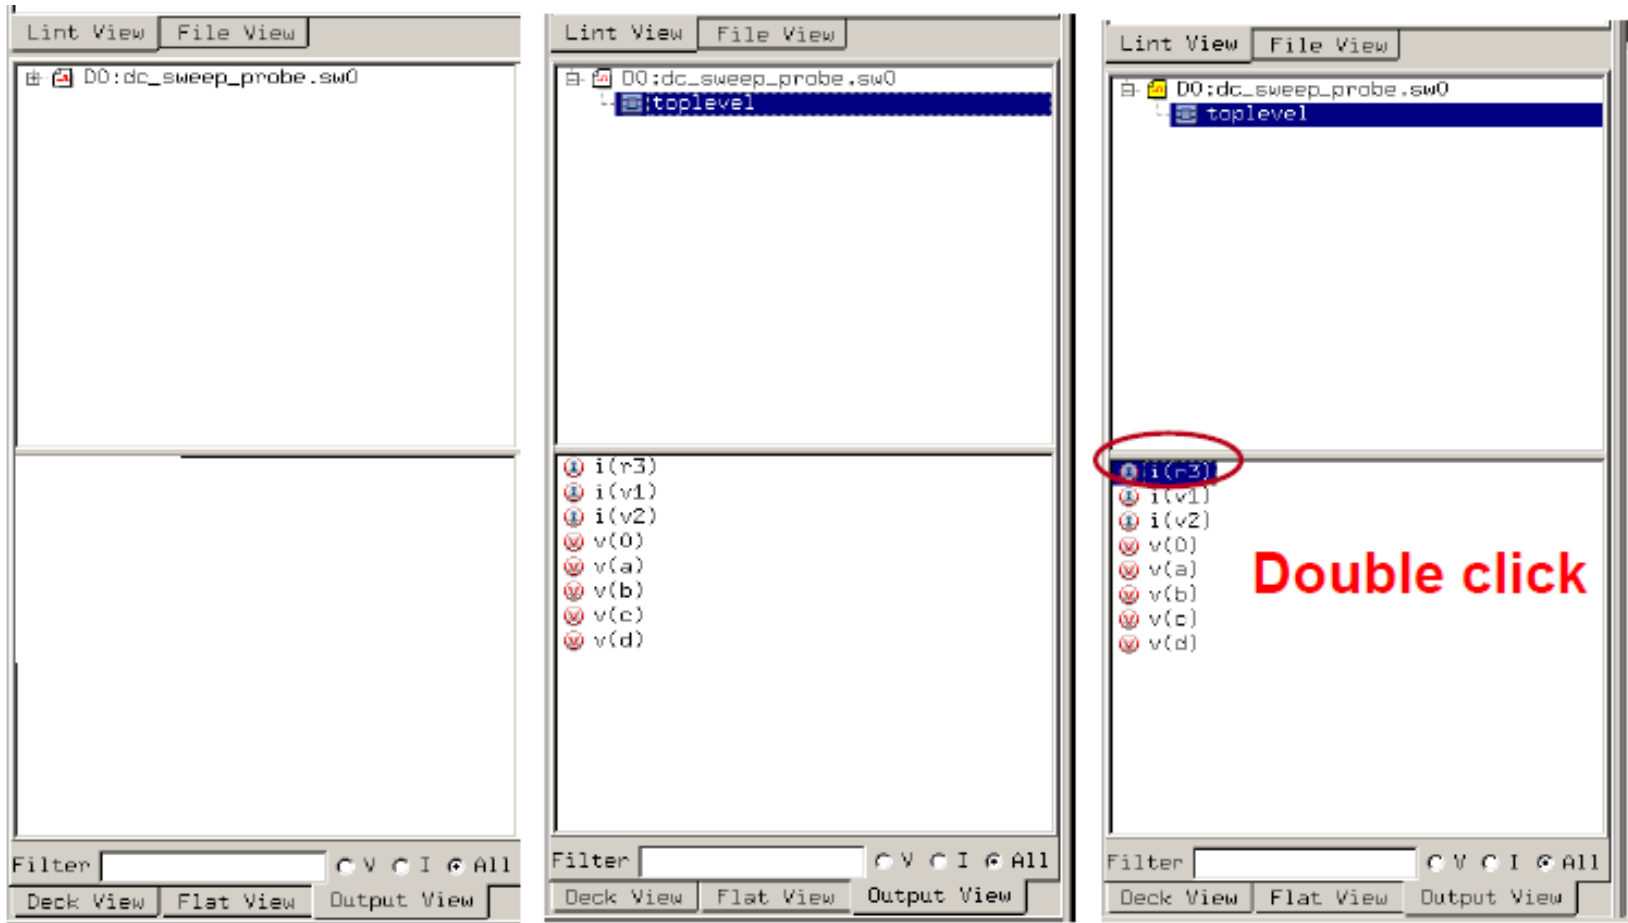 Lint View File View
D0:dc_sweep_probe.sw0
Filter V I All
Deck View Flat View Output View
Lint View File View
D0:dc_sweep_probe.sw0
toplevel
i(r3)
i(v1)
i(v2)
v(0)
v(a)
v(b)
v(c)
v(d)
Filter V I All
Deck View Flat View Output View
Lint View File View
D0:dc_sweep_probe.sw0
toplevel
i(r3)
i(v1)
i(v2)
v(0)
v(a)
v(b)
v(c)
v(d)
Double click
Filter V I All
Deck View Flat View Output View